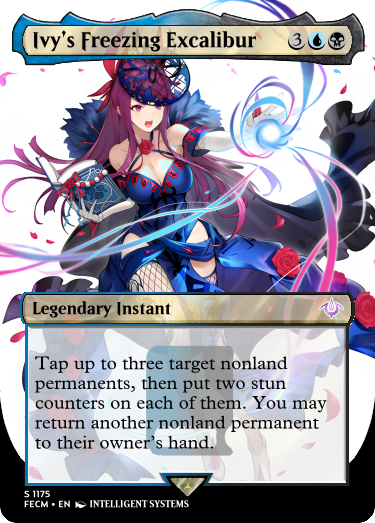 Ivy's Freezing Excalibur 3
Legendary Instant
Tap up to three target nonland
permanents, then put two stun
counters on each of them. You may
return another nonland permanent
to their owner's hand.
S 1175
FECM • EN INTELLIGENT SYSTEMS